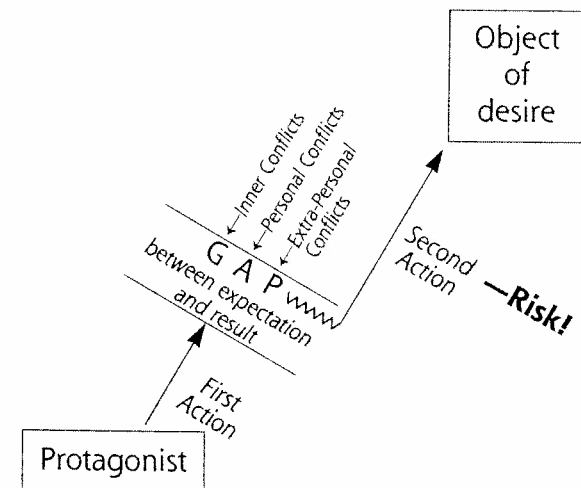 Object
of
desire
Inner Conflicts
Personal Conflicts
Extra-Personal
Conflicts
GAP
between expectation
and result
Second
Action
—Risk!
First
Action
Protagonist